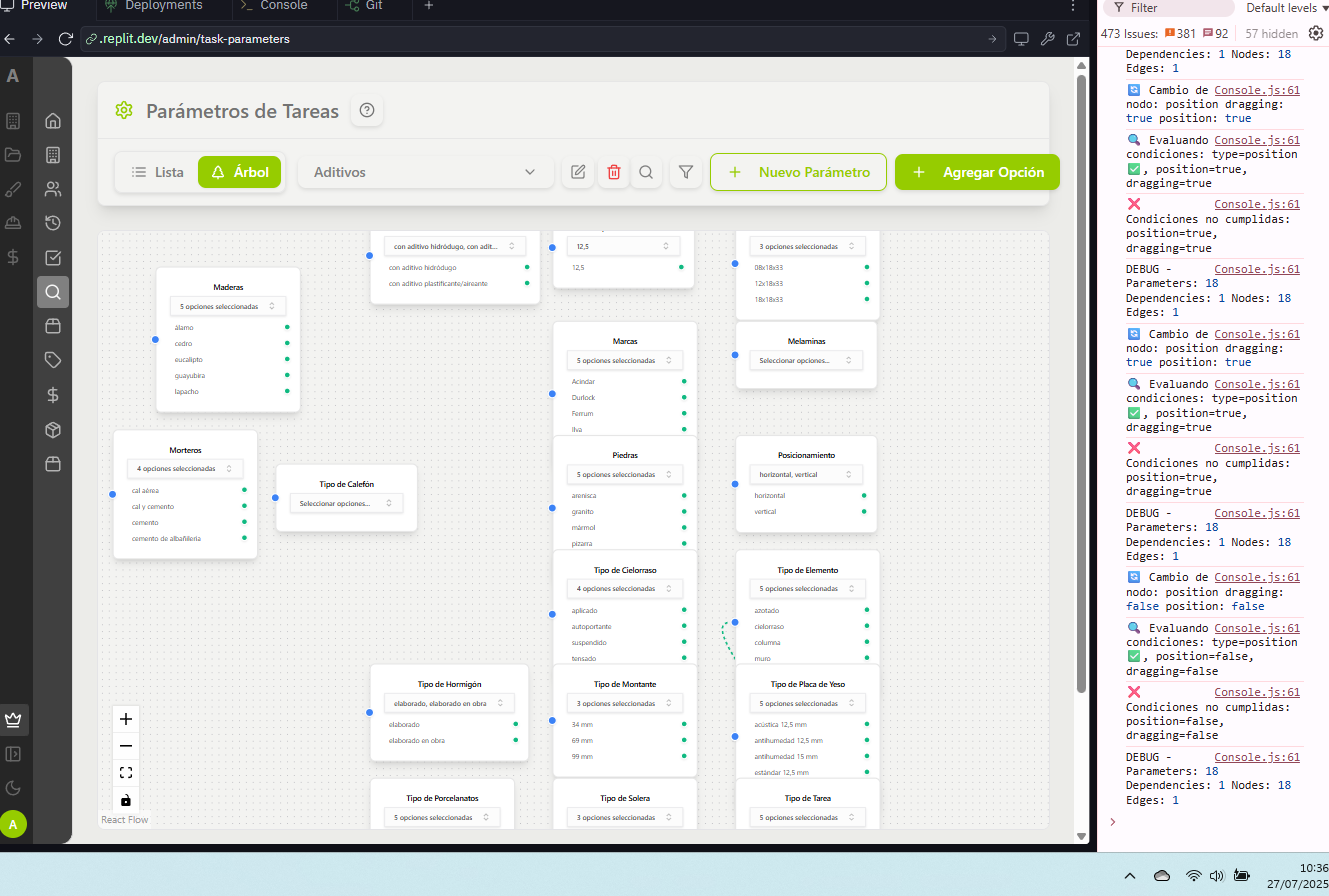 Preview
Deployments
Console
Git
.replit.dev/admin/task-parameters
A
Parámetros de Tareas
Lista
Árbol
Aditivos
Nuevo Parámetro
Agregar Opción
con aditivo hidródugo, con adit...
con aditivo hidródugo
con aditivo plastificante/aireante
12,5
12,5
3 opciones seleccionadas
08x18x33
12x18x33
18x18x33
Maderas
5 opciones seleccionadas
álamo
cedro
eucalipto
guayubira
lapacho
Marcas
5 opciones seleccionadas
Acindar
Durlock
Ferrum
Ilva
Melaminas
Seleccionar opciones...
Morteros
4 opciones seleccionadas
cal aérea
cal y cemento
cemento
cemento de albañilería
Tipo de Calefón
Seleccionar opciones...
Piedras
5 opciones seleccionadas
arenisca
granito
mármol
pizarra
Posicionamiento
horizontal, vertical
horizontal
vertical
Tipo de Cielorraso
4 opciones seleccionadas
aplicado
autoportante
suspendido
tensado
Tipo de Elemento
5 opciones seleccionadas
azotado
cielorraso
columna
muro
Tipo de Hormigón
elaborado, elaborado en obra
elaborado
elaborado en obra
Tipo de Montante
3 opciones seleccionadas
34 mm
69 mm
99 mm
Tipo de Placa de Yeso
5 opciones seleccionadas
acústica 12,5 mm
antihumedad 12,5 mm
antihumedad 15 mm
estándar 12,5 mm
Tipo de Porcelanatos
5 opciones seleccionadas
Tipo de Solera
3 opciones seleccionadas
Tipo de Tarea
5 opciones seleccionadas
React Flow
A
Filter
Default levels
473 Issues: 381 92
57 hidden
Dependencies: 1 Nodes: 18
Edges: 1
Cambio de Console.js:61
nodo: position dragging:
true position: true
Evaluando Console.js:61
condiciones: type=position
, position=true,
dragging=true
Console.js:61
Condiciones no cumplidas:
position=true,
dragging=true
DEBUG - Console.js:61
Parameters: 18
Dependencies: 1 Nodes: 18
Edges: 1
Cambio de Console.js:61
nodo: position dragging:
true position: true
Evaluando Console.js:61
condiciones: type=position
, position=true,
dragging=true
Console.js:61
Condiciones no cumplidas:
position=true,
dragging=true
DEBUG - Console.js:61
Parameters: 18
Dependencies: 1 Nodes: 18
Edges: 1
Cambio de Console.js:61
nodo: position dragging:
false position: false
Evaluando Console.js:61
condiciones: type=position
, position=false,
dragging=false
Console.js:61
Condiciones no cumplidas:
position=false,
dragging=false
DEBUG - Console.js:61
Parameters: 18
Dependencies: 1 Nodes: 18
Edges: 1
10:36
27/07/2025